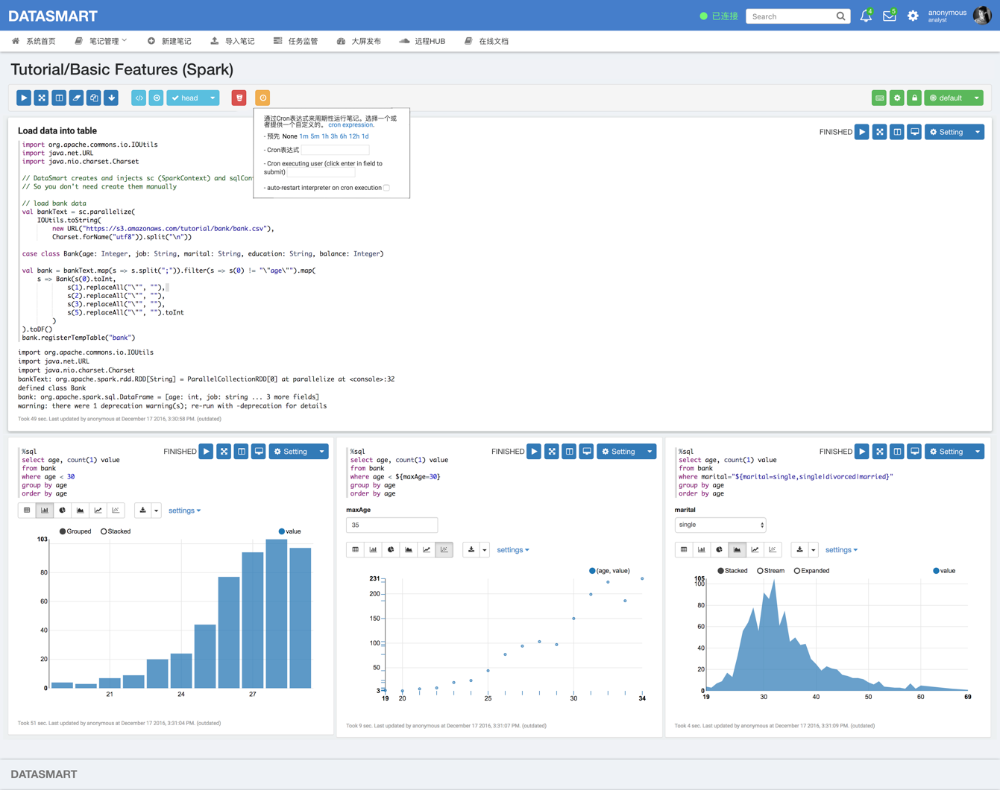 DATASMART
已连接
Search
4
5
anonymous
analyst
系统首页
笔记管理
新建笔记
导入笔记
任务监管
大屏发布
远程HUB
在线文档
Tutorial/Basic Features (Spark)
head
default
通过Cron表达式来周期性运行笔记。选择一个或
者提供一个自定义的。 cron expression.
- 预先 None 1m 5m 1h 3h 6h 12h 1d
- Cron表达式
- Cron executing user (click enter in field to
submit)
- auto-restart interpreter on cron execution
Load data into table
FINISHED
Setting
import org.apache.commons.io.IOUtils
import java.net.URL
import java.nio.charset.Charset
// DataSmart creates and injects sc (SparkContext) and sqlCon
// So you don't need create them manually
// load bank data
val bankText = sc.parallelize(
IOUtils.toString(
new URL("https://s3.amazonaws.com/tutorial/bank/bank.csv"),
Charset.forName("utf8")).split("\n"))
case class Bank(age: Integer, job: String, marital: String, education: String, balance: Integer)
val bank = bankText.map(s => s.split(";")).filter(s => s(0) != "\"age\"").map(
s => Bank(s(0).toInt,
s(1).replaceAll("\"", ""),
s(2).replaceAll("\"", ""),
s(3).replaceAll("\"", ""),
s(5).replaceAll("\"", "").toInt
)
).toDF()
bank.registerTempTable("bank")
import org.apache.commons.io.IOUtils
import java.net.URL
import java.nio.charset.Charset
bankText: org.apache.spark.rdd.RDD[String] = ParallelCollectionRDD[0] at parallelize at <console>:32
defined class Bank
bank: org.apache.spark.sql.DataFrame = [age: int, job: string ... 3 more fields]
warning: there were 1 deprecation warning(s); re-run with -deprecation for details
Took 49 sec. Last updated by anonymous at December 17 2016, 3:30:58 PM. (outdated)
FINISHED
Setting
%sql
select age, count(1) value
from bank
where age < 30
group by age
order by age
settings
Grouped
Stacked
value
103
80
60
40
20
0
21
24
27
Took 51 sec. Last updated by anonymous at December 17 2016, 3:31:04 PM. (outdated)
FINISHED
Setting
%sql
select age, count(1) value
from bank
where age < ${maxAge=30}
group by age
order by age
maxAge
35
settings
(age, value)
231
200
150
100
50
3
19
20
25
30
34
Took 9 sec. Last updated by anonymous at December 17 2016, 3:31:07 PM. (outdated)
FINISHED
Setting
%sql
select age, count(1) value
from bank
where marital="${marital=single,single|divorced|married}"
group by age
order by age
marital
single
settings
Stacked
Stream
Expanded
value
105
100
80
60
40
20
0
19
30
40
50
60
69
Took 4 sec. Last updated by anonymous at December 17 2016, 3:31:09 PM. (outdated)
DATASMART